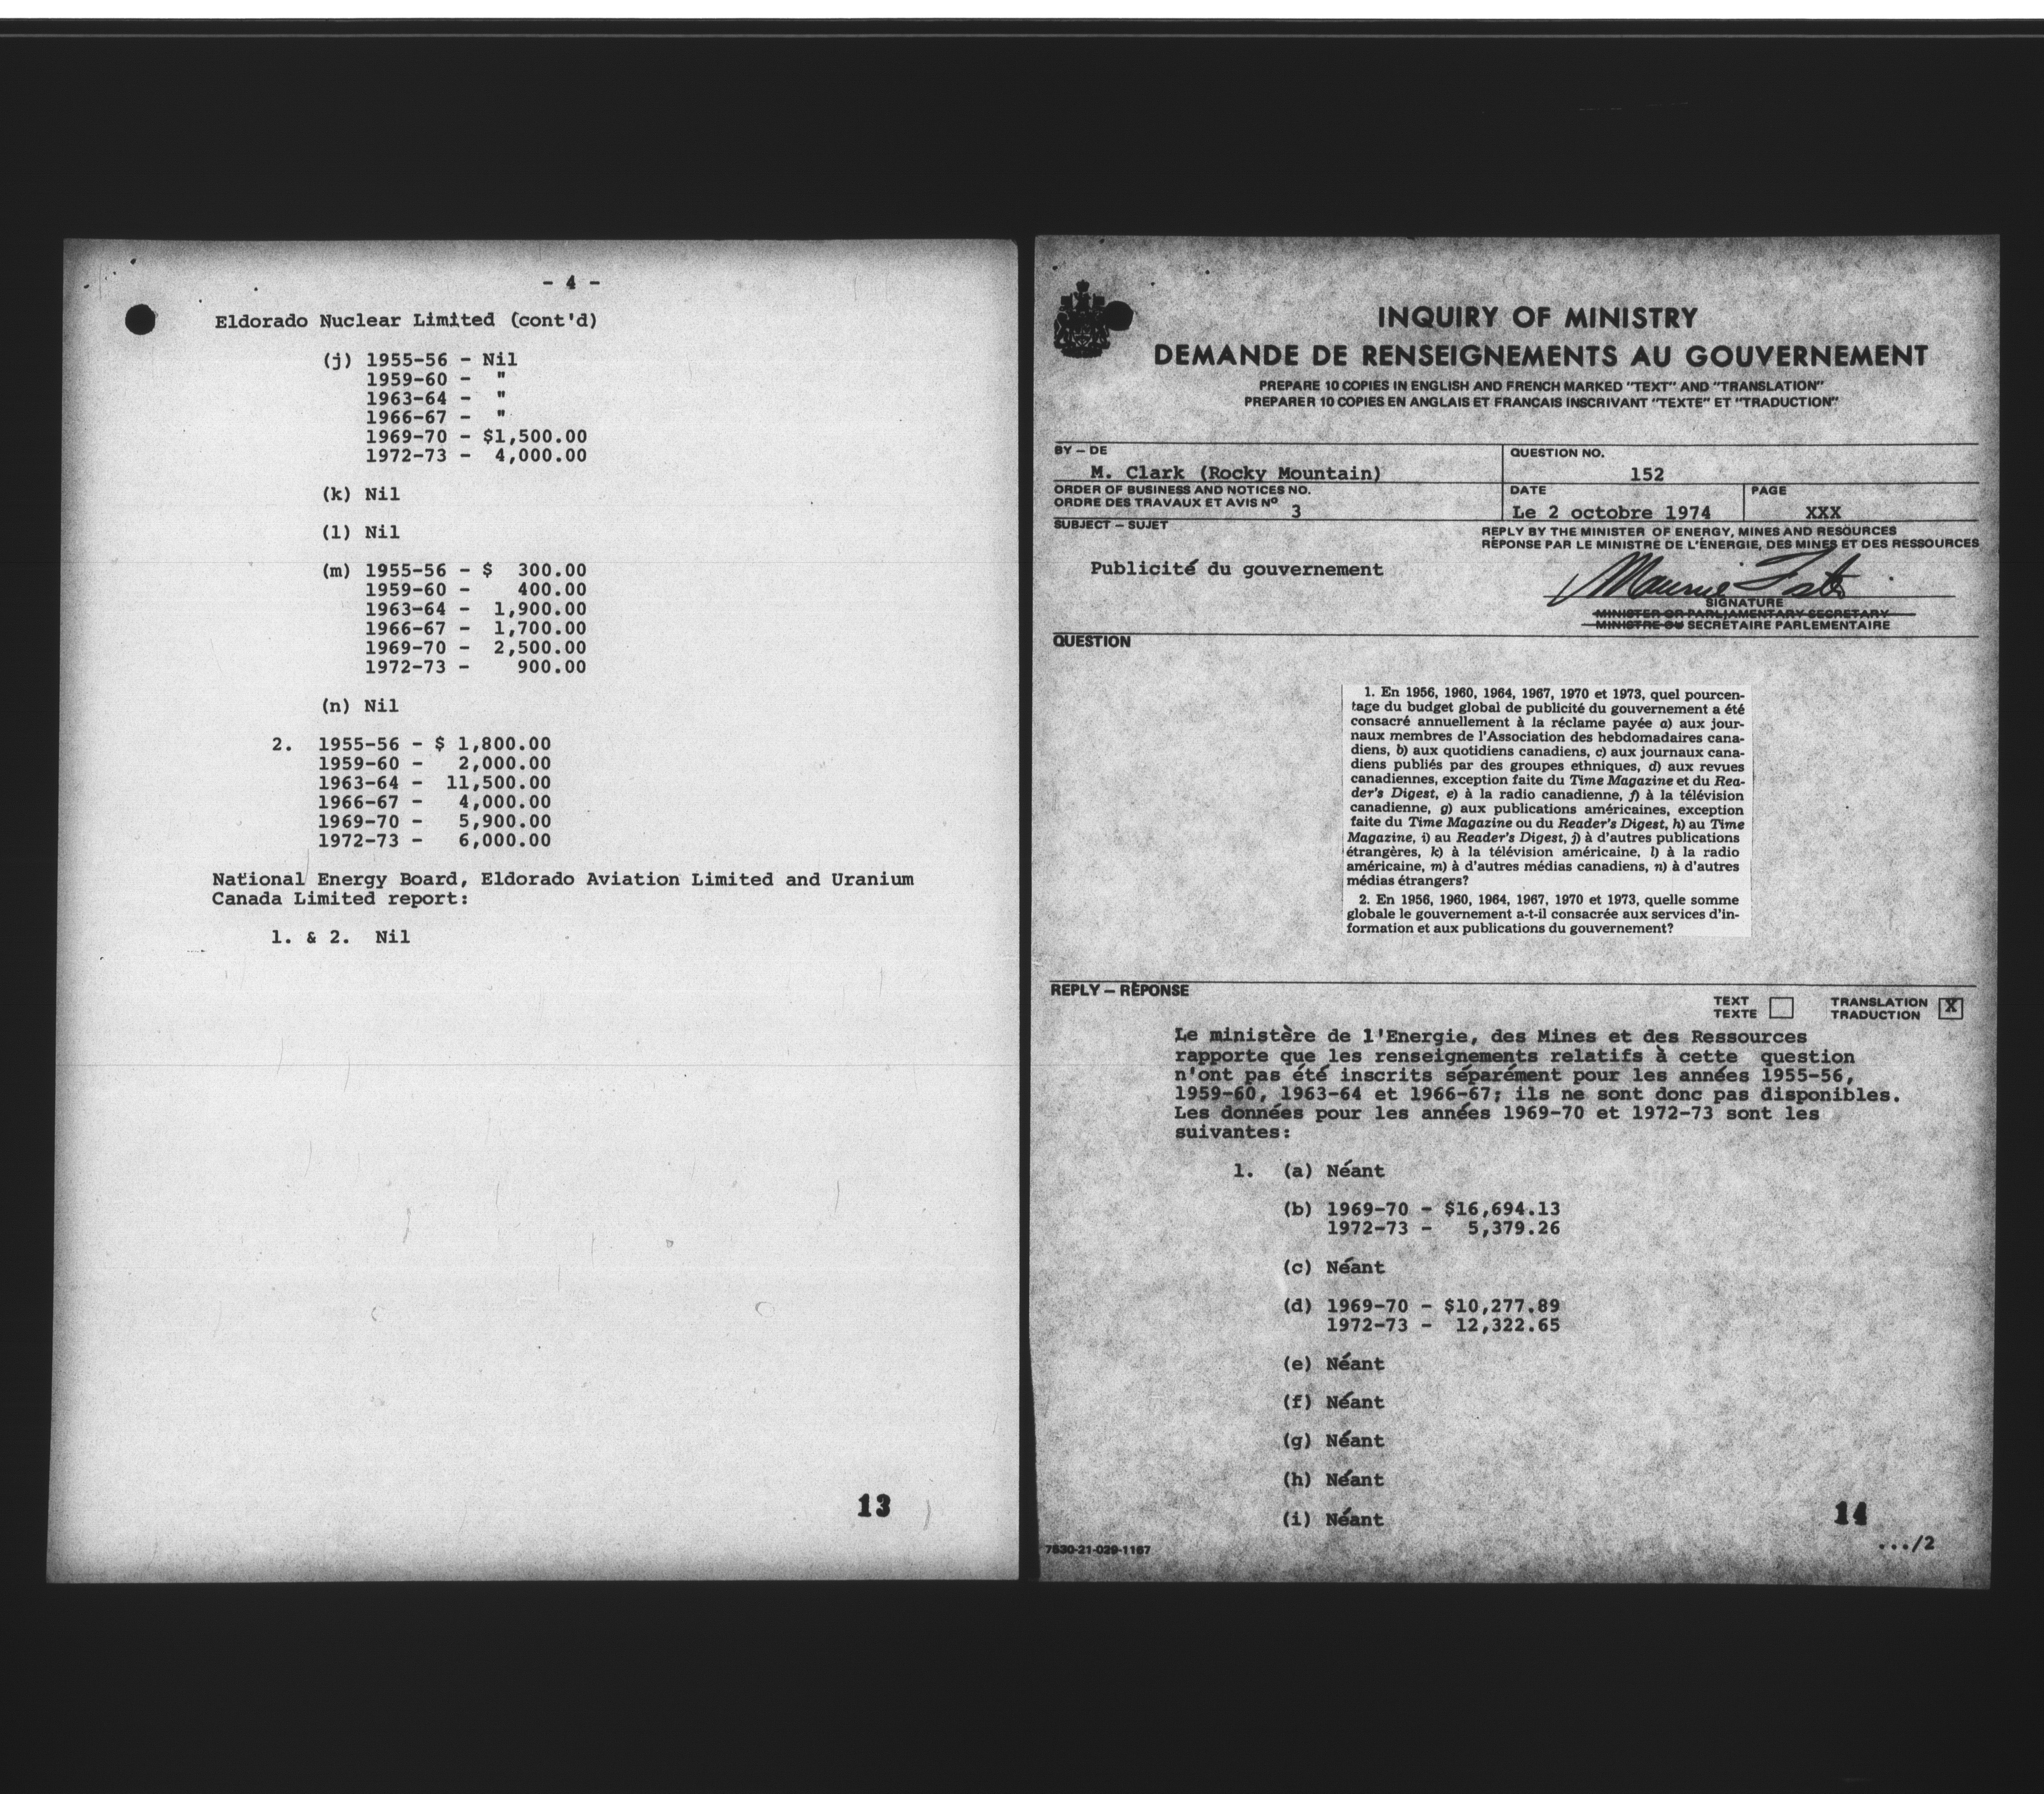 - 4 -
Eldorado Nuclear Limited (cont'd)
(j) 1955-56 - Nil
1959-60 - "
1963-64 - "
1966-67 - "
1969-70 - $1,500.00
1972-73 - 4,000.00
(k) Nil
(l) Nil
(m) 1955-56 - $ 300.00
1959-60 - 400.00
1963-64 - 1,900.00
1966-67 - 1,700.00
1969-70 - 2,500.00
1972-73 - 900.00
(n) Nil
2. 1955-56 - $ 1,800.00
1959-60 - 2,000.00
1963-64 - 11,500.00
1966-67 - 4,000.00
1969-70 - 5,900.00
1972-73 - 6,000.00
National Energy Board, Eldorado Aviation Limited and Uranium
Canada Limited report:
1. & 2. Nil
13
INQUIRY OF MINISTRY
DEMANDE DE RENSEIGNEMENTS AU GOUVERNEMENT
PREPARE 10 COPIES IN ENGLISH AND FRENCH MARKED "TEXT" AND "TRANSLATION"
PREPARER 10 COPIES EN ANGLAIS ET FRANCAIS INSCRIVANT "TEXTE" ET "TRADUCTION"
BY – DE
M. Clark (Rocky Mountain)
QUESTION NO.
152
ORDER OF BUSINESS AND NOTICES NO.
ORDRE DES TRAVAUX ET AVIS Nº 3
DATE
Le 2 octobre 1974
PAGE
XXX
SUBJECT – SUJET
Publicité du gouvernement
REPLY BY THE MINISTER OF ENERGY, MINES AND RESOURCES
RÉPONSE PAR LE MINISTRE DE L'ÉNERGIE, DES MINES ET DES RESSOURCES
SIGNATURE
MINISTER OR PARLIAMENTARY SECRETARY
MINISTRE OU SECRÉTAIRE PARLEMENTAIRE
QUESTION
1. En 1956, 1960, 1964, 1967, 1970 et 1973, quel pourcen-
tage du budget global de publicité du gouvernement a été
consacré annuellement à la réclame payée a) aux jour-
naux membres de l'Association des hebdomadaires cana-
diens, b) aux quotidiens canadiens, c) aux journaux cana-
diens publiés par des groupes ethniques, d) aux revues
canadiennes, exception faite du Time Magazine et du Rea-
der's Digest, e) à la radio canadienne, f) à la télévision
canadienne, g) aux publications américaines, exception
faite du Time Magazine ou du Reader's Digest, h) au Time
Magazine, i) au Reader's Digest, j) à d'autres publications
étrangères, k) à la télévision américaine, l) à la radio
américaine, m) à d'autres médias canadiens, n) à d'autres
médias étrangers?
2. En 1956, 1960, 1964, 1967, 1970 et 1973, quelle somme
globale le gouvernement a-t-il consacrée aux services d'in-
formation et aux publications du gouvernement?
REPLY – RÉPONSE
TEXT
TEXTE
TRANSLATION
TRADUCTION X
Le ministère de l'Energie, des Mines et des Ressources
rapporte que les renseignements relatifs à cette question
n'ont pas été inscrits séparément pour les années 1955-56,
1959-60, 1963-64 et 1966-67; ils ne sont donc pas disponibles.
Les données pour les années 1969-70 et 1972-73 sont les
suivantes:
1. (a) Néant
(b) 1969-70 - $16,694.13
1972-73 - 5,379.26
(c) Néant
(d) 1969-70 - $10,277.89
1972-73 - 12,322.65
(e) Néant
(f) Néant
(g) Néant
(h) Néant
(i) Néant
14
.../2
7530-21-029-1167